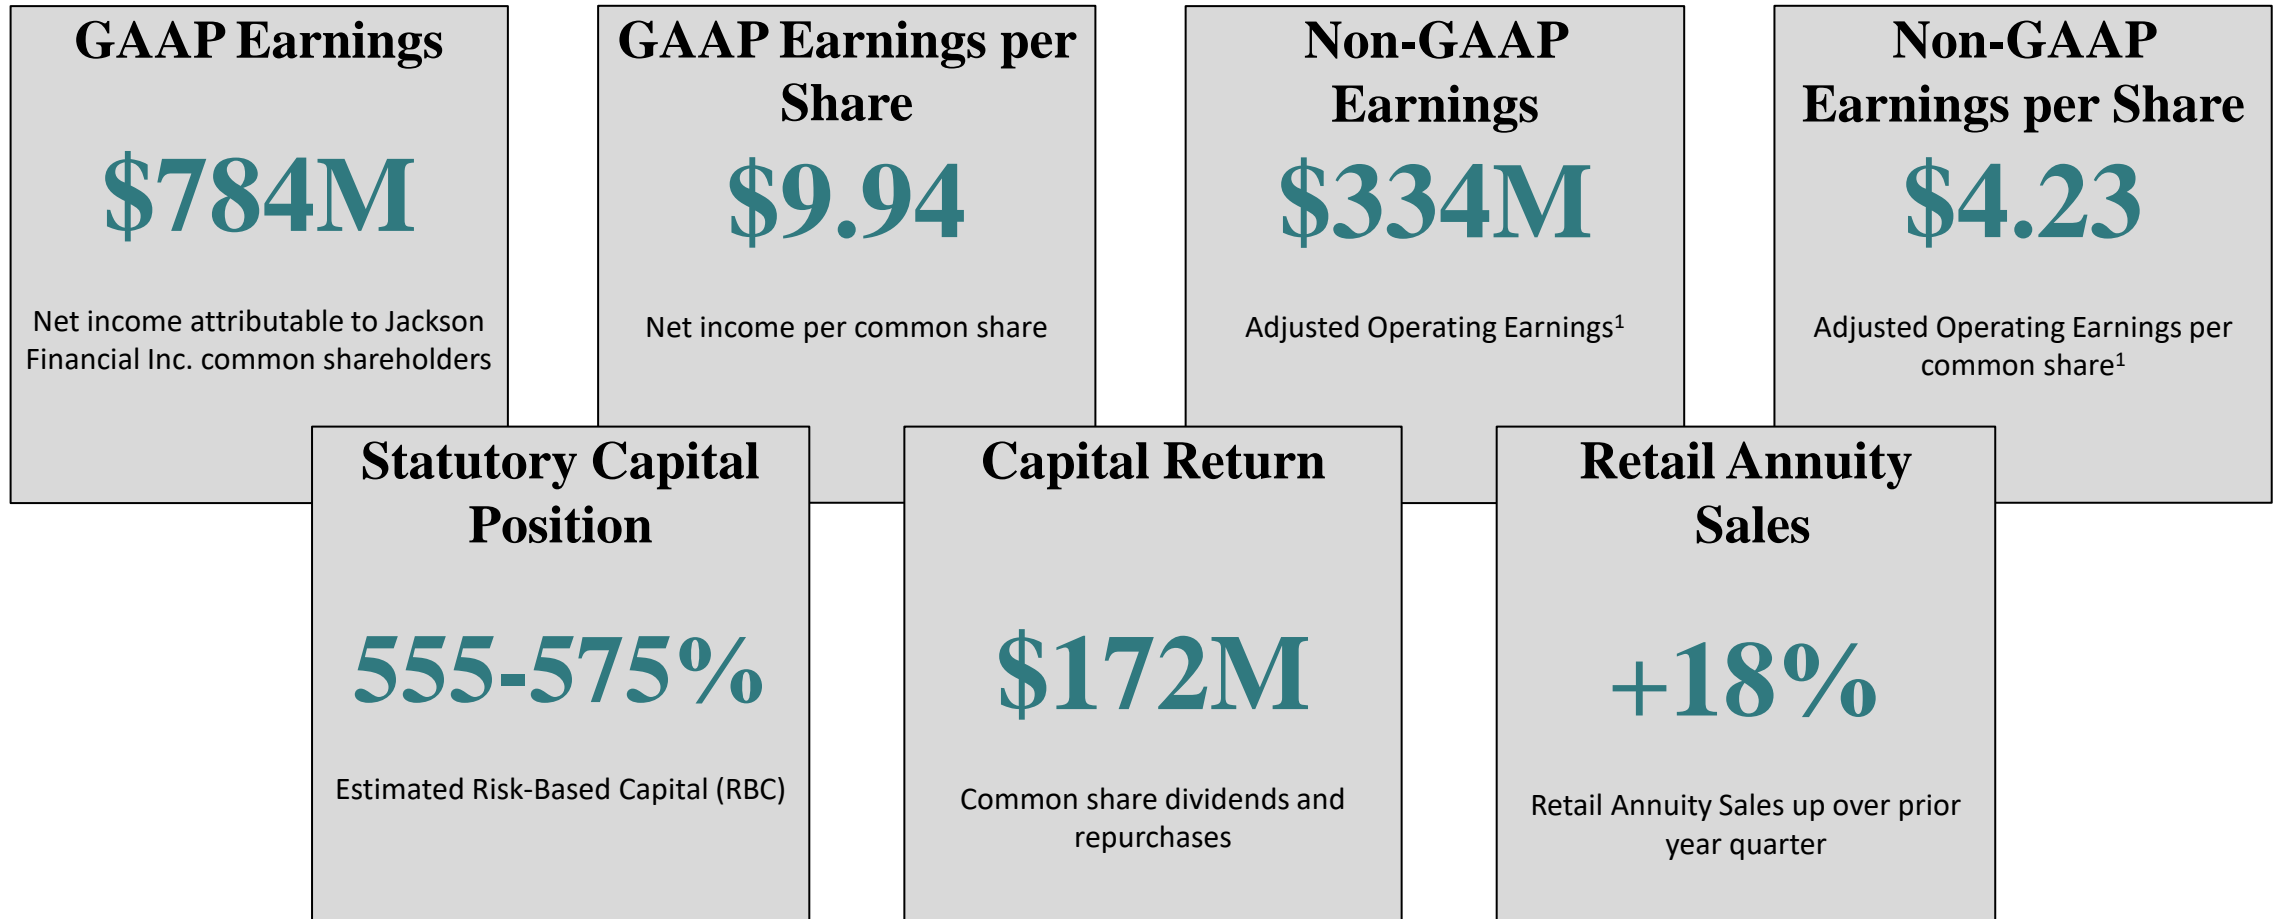 GAAP Earnings
$784M
Net income attributable to Jackson
Financial Inc. common shareholders
GAAP Earnings per
Share
$9.94
Net income per common share
Non-GAAP
Earnings
$334M
Adjusted Operating Earnings¹
Non-GAAP
Earnings per Share
$4.23
Adjusted Operating Earnings per
common share¹
Statutory Capital
Position
555-575%
Estimated Risk-Based Capital (RBC)
Capital Return
$172M
Common share dividends and
repurchases
Retail Annuity
Sales
+18%
Retail Annuity Sales up over prior
year quarter